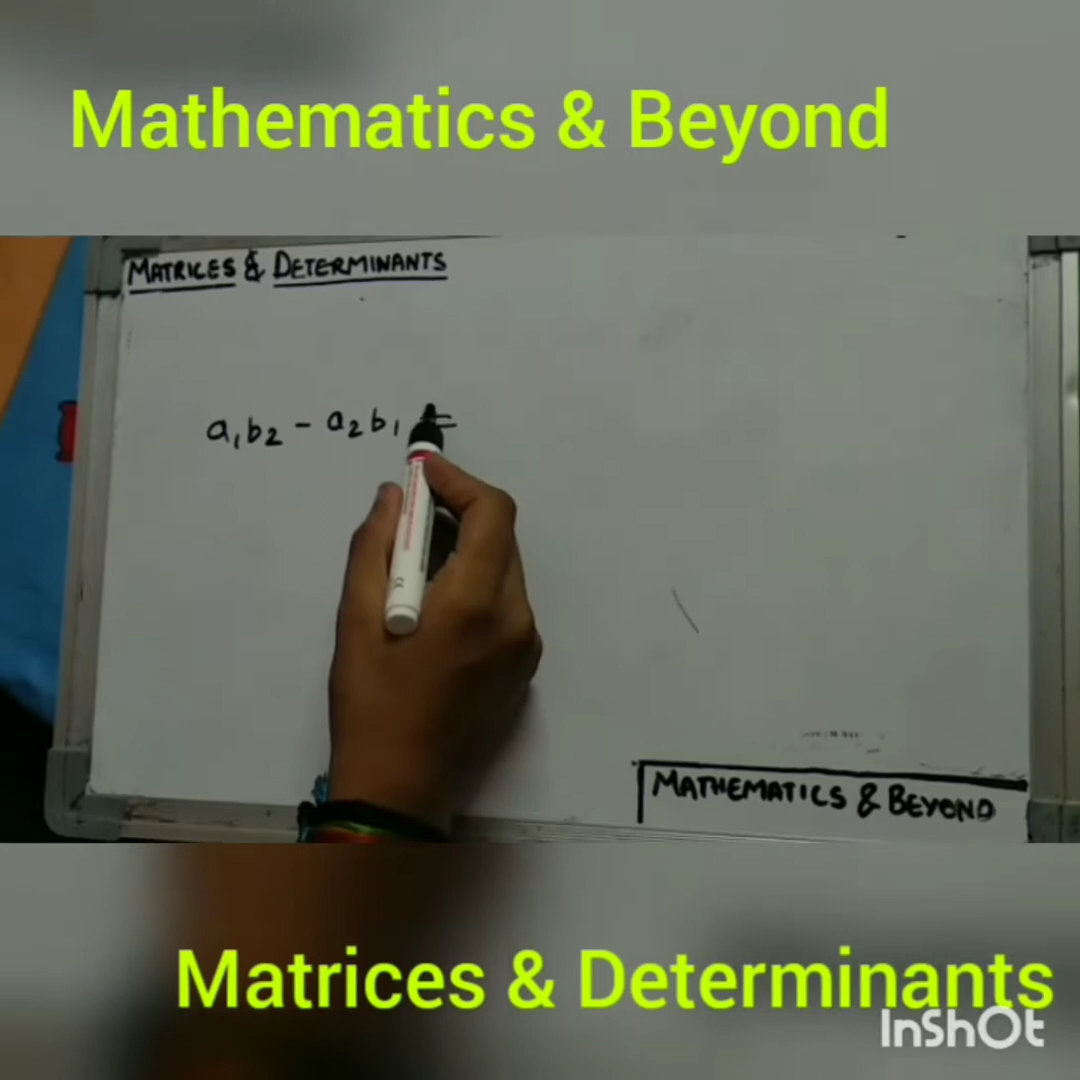 Mathematics & Beyond
MATRICES & DETERMINANTS
a₁b₂ - a₂b₁ =
MATHEMATICS & BEYOND
Matrices & Determinants
InShOt